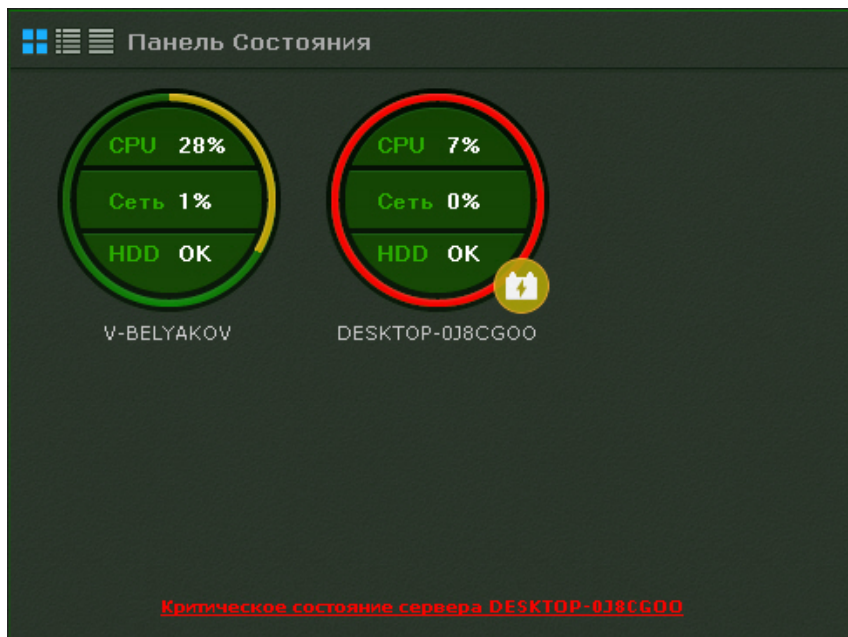 Панель Состояния
CPU 28%
Сеть 1%
HDD OK
V-BELYAKOV
CPU 7%
Сеть 0%
HDD OK
DESKTOP-0J8CGOO
Критическое состояние сервера DESKTOP-0J8CGOO